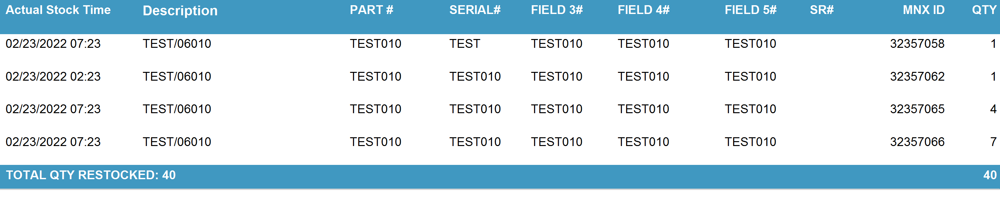 Actual Stock Time Description PART # SERIAL# FIELD 3# FIELD 4# FIELD 5# SR# MNX ID QTY
02/23/2022 07:23 TEST/06010 TEST010 TEST TEST010 TEST010 TEST010 32357058 1
02/23/2022 02:23 TEST/06010 TEST010 TEST010 TEST010 TEST010 TEST010 32357062 1
02/23/2022 07:23 TEST/06010 TEST010 TEST010 TEST010 TEST010 TEST010 32357065 4
02/23/2022 07:23 TEST/06010 TEST010 TEST010 TEST010 TEST010 TEST010 32357066 7
TOTAL QTY RESTOCKED: 40 40